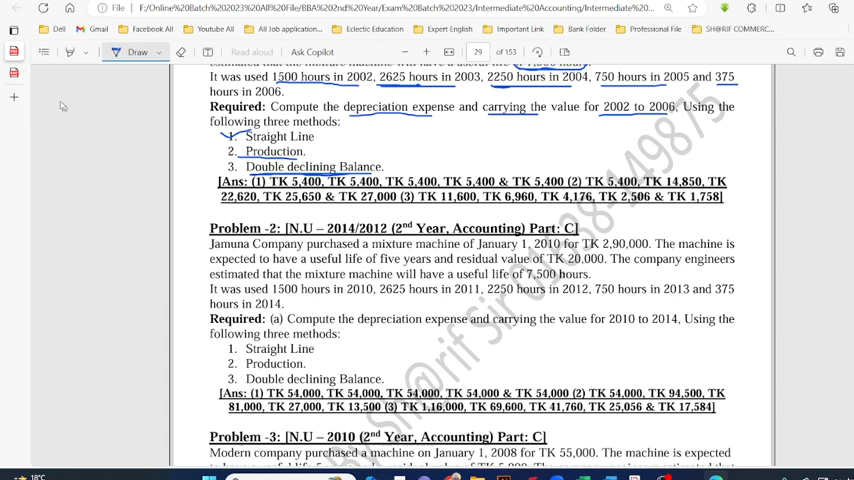 File
F:/Online%20Batch%202023%20All%20File/BBA%202nd%20Year/Exam%20Batch%202023/Intermediate%20Accounting/Intermediate%20...
Dell
Gmail
Facebook All
Youtube All
All Job application...
Eclectic Education
Expert English
Important Link
Bank Folder
Professional File
SH@RIF COMMERC...
Draw
Read aloud
Ask Copilot
29 of 153
It was used 1500 hours in 2002, 2625 hours in 2003, 2250 hours in 2004, 750 hours in 2005 and 375
hours in 2006.
Required: Compute the depreciation expense and carrying the value for 2002 to 2006, Using the
following three methods:
1. Straight Line
2. Production.
3. Double declining Balance.
[Ans: (1) TK 5,400, TK 5,400, TK 5,400, TK 5,400 & TK 5,400 (2) TK 5,400, TK 14,850, TK
22,620, TK 25,650 & TK 27,000 (3) TK 11,600, TK 6,960, TK 4,176, TK 2,506 & TK 1,758]
Problem -2: [N.U – 2014/2012 (2nd Year, Accounting) Part: C]
Jamuna Company purchased a mixture machine of January 1, 2010 for TK 2,90,000. The machine is
expected to have a useful life of five years and residual value of TK 20,000. The company engineers
estimated that the mixture machine will have a useful life of 7,500 hours.
It was used 1500 hours in 2010, 2625 hours in 2011, 2250 hours in 2012, 750 hours in 2013 and 375
hours in 2014.
Required: (a) Compute the depreciation expense and carrying the value for 2010 to 2014, Using the
following three methods:
1. Straight Line
2. Production.
3. Double declining Balance.
[Ans: (1) TK 54,000, TK 54,000, TK 54,000, TK 54,000 & TK 54,000 (2) TK 54,000, TK 94,500, TK
81,000, TK 27,000, TK 13,500 (3) TK 1,16,000, TK 69,600, TK 41,760, TK 25,056 & TK 17,584]
Problem -3: [N.U – 2010 (2nd Year, Accounting) Part: C]
Modern company purchased a machine on January 1, 2008 for TK 55,000. The machine is expected
By Sh@rif Sir 01638-149875
18°C